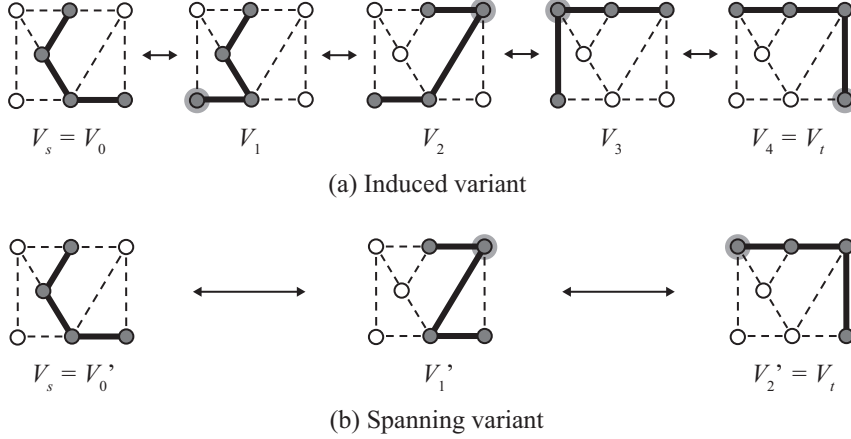 V_s = V_0 V_1 V_2 V_3 V_4 = V_t
(a) Induced variant
V_s = V_0' V_1' V_2' = V_t
(b) Spanning variant